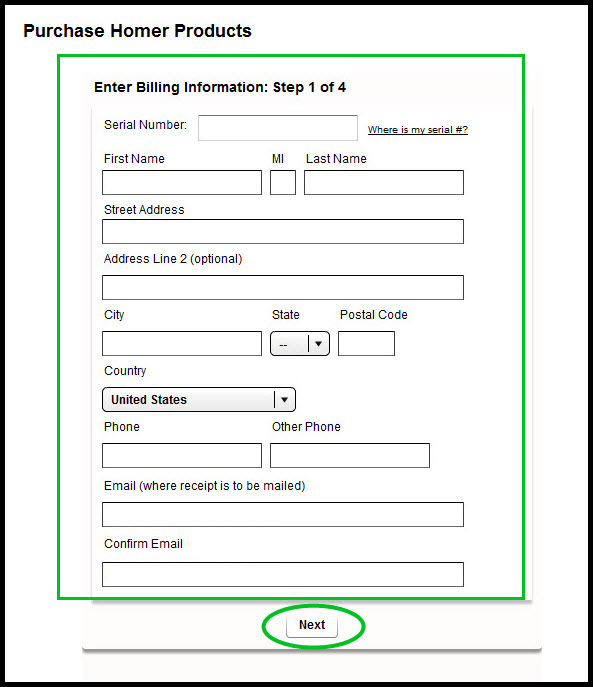 Purchase Homer Products
Enter Billing Information: Step 1 of 4
Serial Number: Where is my serial #?
First Name MI Last Name
Street Address
Address Line 2 (optional)
City State Postal Code
--
Country
United States
Phone Other Phone
Email (where receipt is to be mailed)
Confirm Email
Next